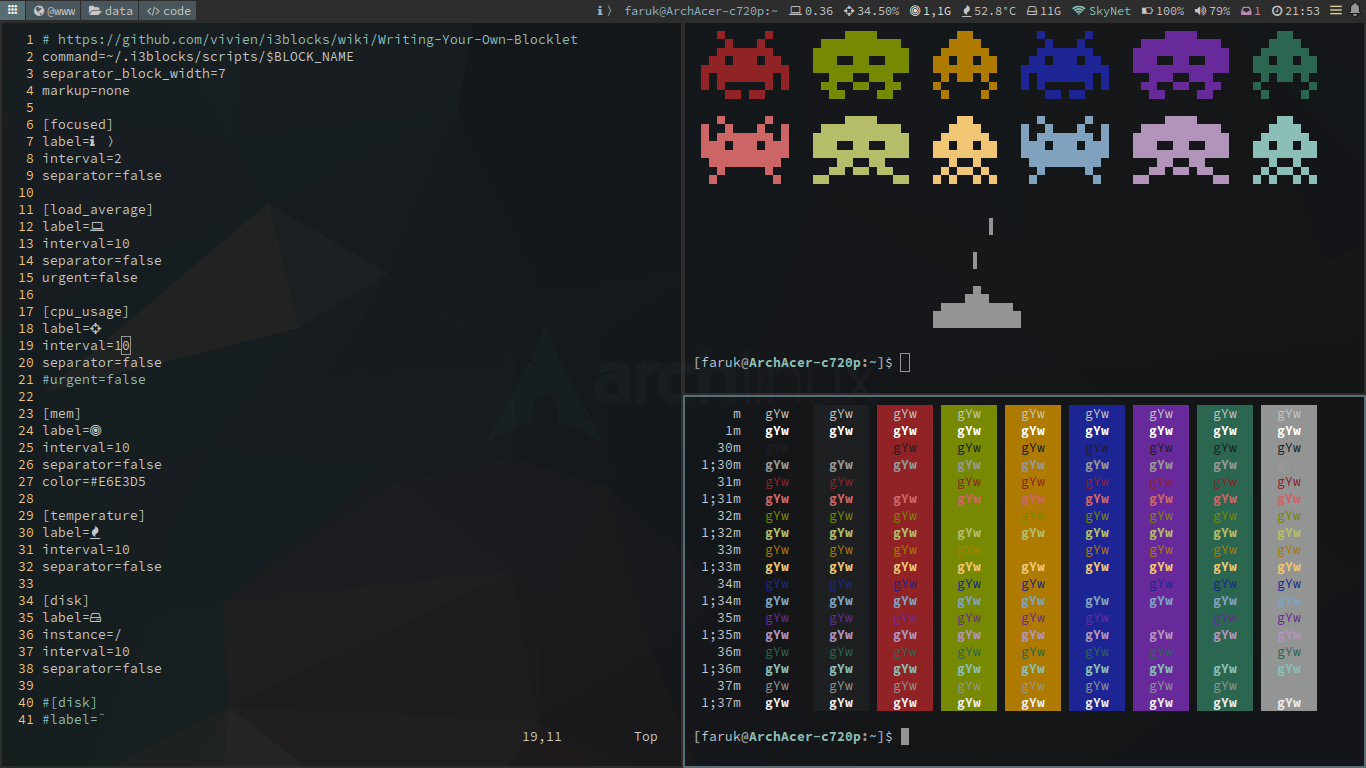 @www data code faruk@ArchAcer-c720p:~ 0.36 34.50% 1,1G 52.8°C 11G SkyNet 100% 79% 1 21:53
1 # https://github.com/vivien/i3blocks/wiki/Writing-Your-Own-Blocklet
2 command=~/.i3blocks/scripts/$BLOCK_NAME
3 separator_block_width=7
4 markup=none
5
6 [focused]
7 label=ℹ 〉
8 interval=2
9 separator=false
10
11 [load_average]
12 label=
13 interval=10
14 separator=false
15 urgent=false
16
17 [cpu_usage]
18 label=
19 interval=10
20 separator=false
21 #urgent=false
22
23 [mem]
24 label=
25 interval=10
26 separator=false
27 color=#E6E3D5
28
29 [temperature]
30 label=
31 interval=10
32 separator=false
33
34 [disk]
35 label=
36 instance=/
37 interval=10
38 separator=false
39
40 #[disk]
41 #label=¯
19,11 Top
archlinux
[faruk@ArchAcer-c720p:~]$
m gYw gYw gYw gYw gYw gYw gYw gYw gYw
1m gYw gYw gYw gYw gYw gYw gYw gYw gYw
30m gYw gYw gYw gYw gYw gYw gYw gYw
1;30m gYw gYw gYw gYw gYw gYw gYw gYw
31m gYw gYw gYw gYw gYw gYw gYw gYw
1;31m gYw gYw gYw gYw gYw gYw gYw gYw gYw
32m gYw gYw gYw gYw gYw gYw gYw gYw
1;32m gYw gYw gYw gYw gYw gYw gYw gYw gYw
33m gYw gYw gYw gYw gYw gYw gYw gYw
1;33m gYw gYw gYw gYw gYw gYw gYw gYw gYw
34m gYw gYw gYw gYw gYw gYw gYw gYw
1;34m gYw gYw gYw gYw gYw gYw gYw gYw gYw
35m gYw gYw gYw gYw gYw gYw gYw gYw
1;35m gYw gYw gYw gYw gYw gYw gYw gYw gYw
36m gYw gYw gYw gYw gYw gYw gYw gYw
1;36m gYw gYw gYw gYw gYw gYw gYw gYw gYw
37m gYw gYw gYw gYw gYw gYw gYw gYw
1;37m gYw gYw gYw gYw gYw gYw gYw gYw gYw
[faruk@ArchAcer-c720p:~]$